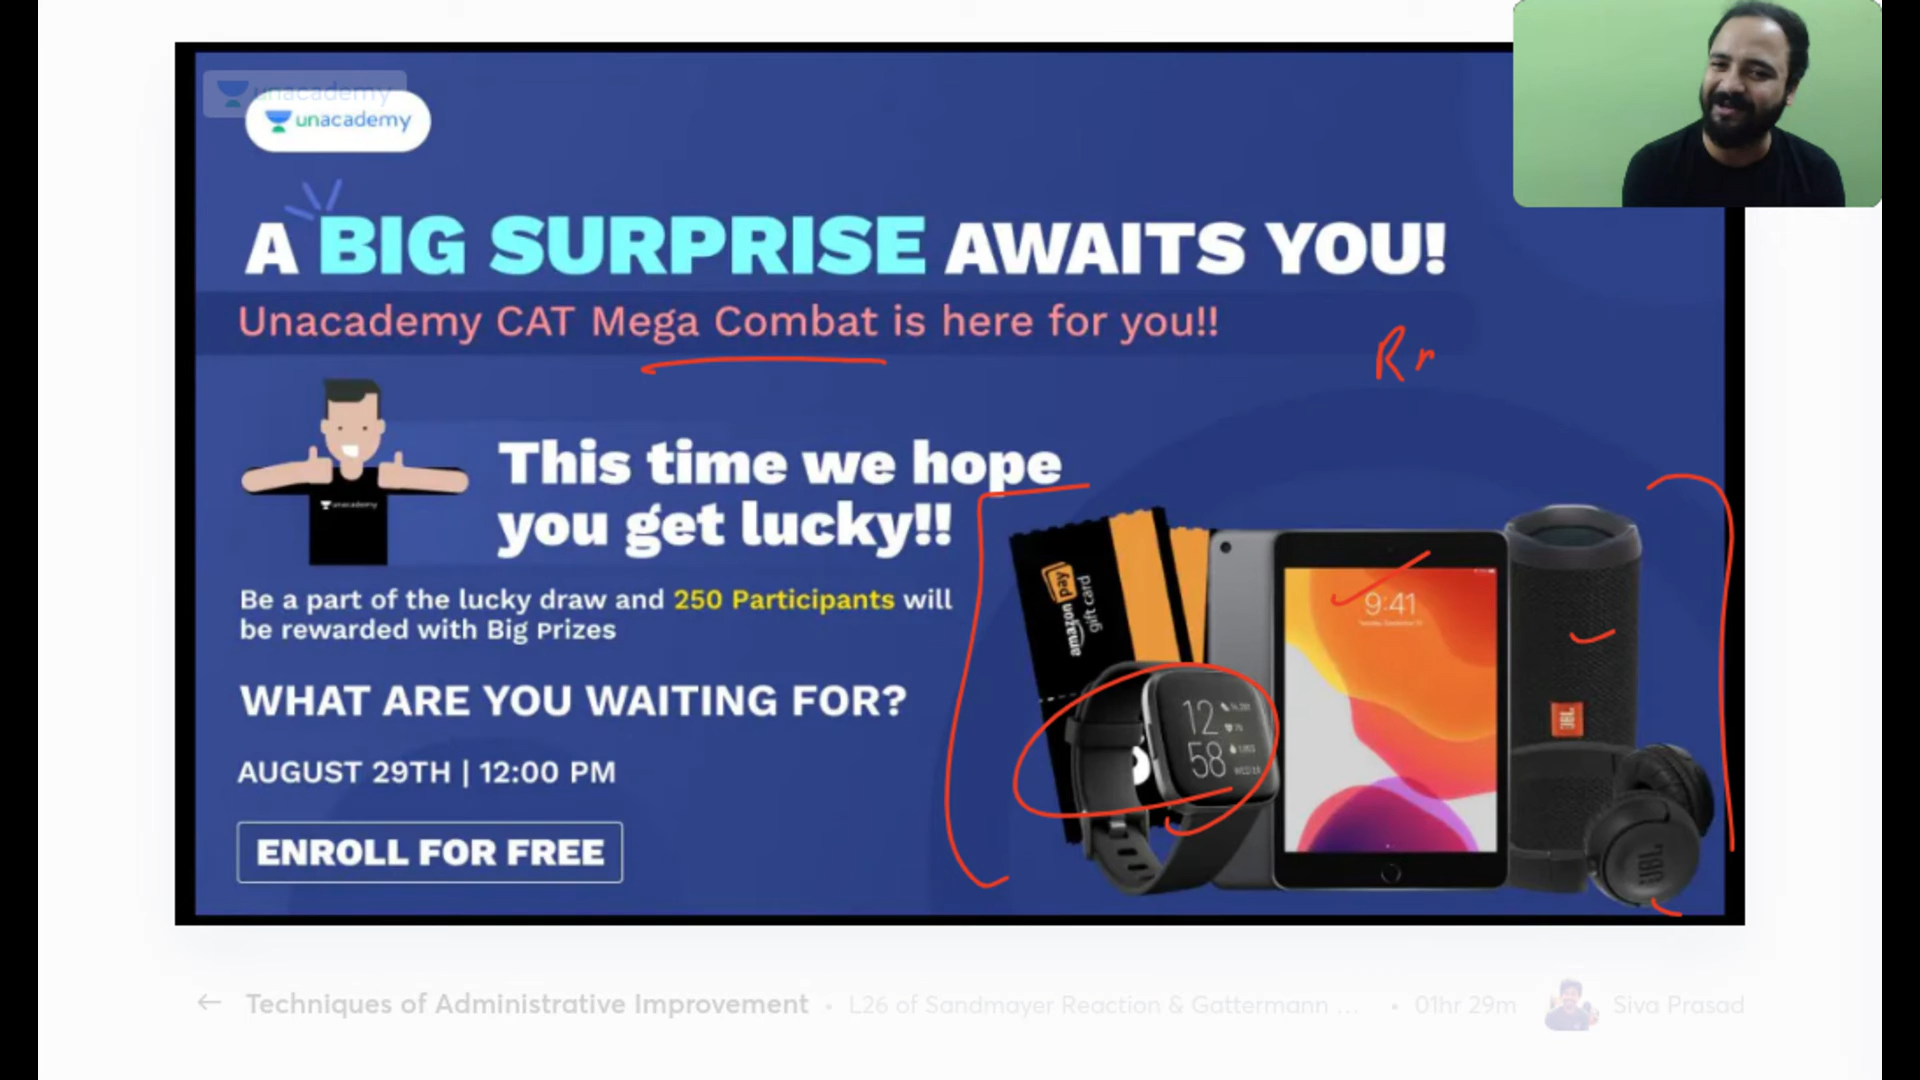 unacademy
unacademy
A BIG SURPRISE AWAITS YOU!
Unacademy CAT Mega Combat is here for you!!
Rr
This time we hope
you get lucky!!
unacademy
Be a part of the lucky draw and 250 Participants will
be rewarded with Big Prizes
WHAT ARE YOU WAITING FOR?
AUGUST 29TH | 12:00 PM
ENROLL FOR FREE
amazon pay
gift card
9:41
12
58
JBL
JBL
← Techniques of Administrative Improvement • L26 of Sandmayer Reaction & Gattermann ... • 01hr 29m Siva Prasad